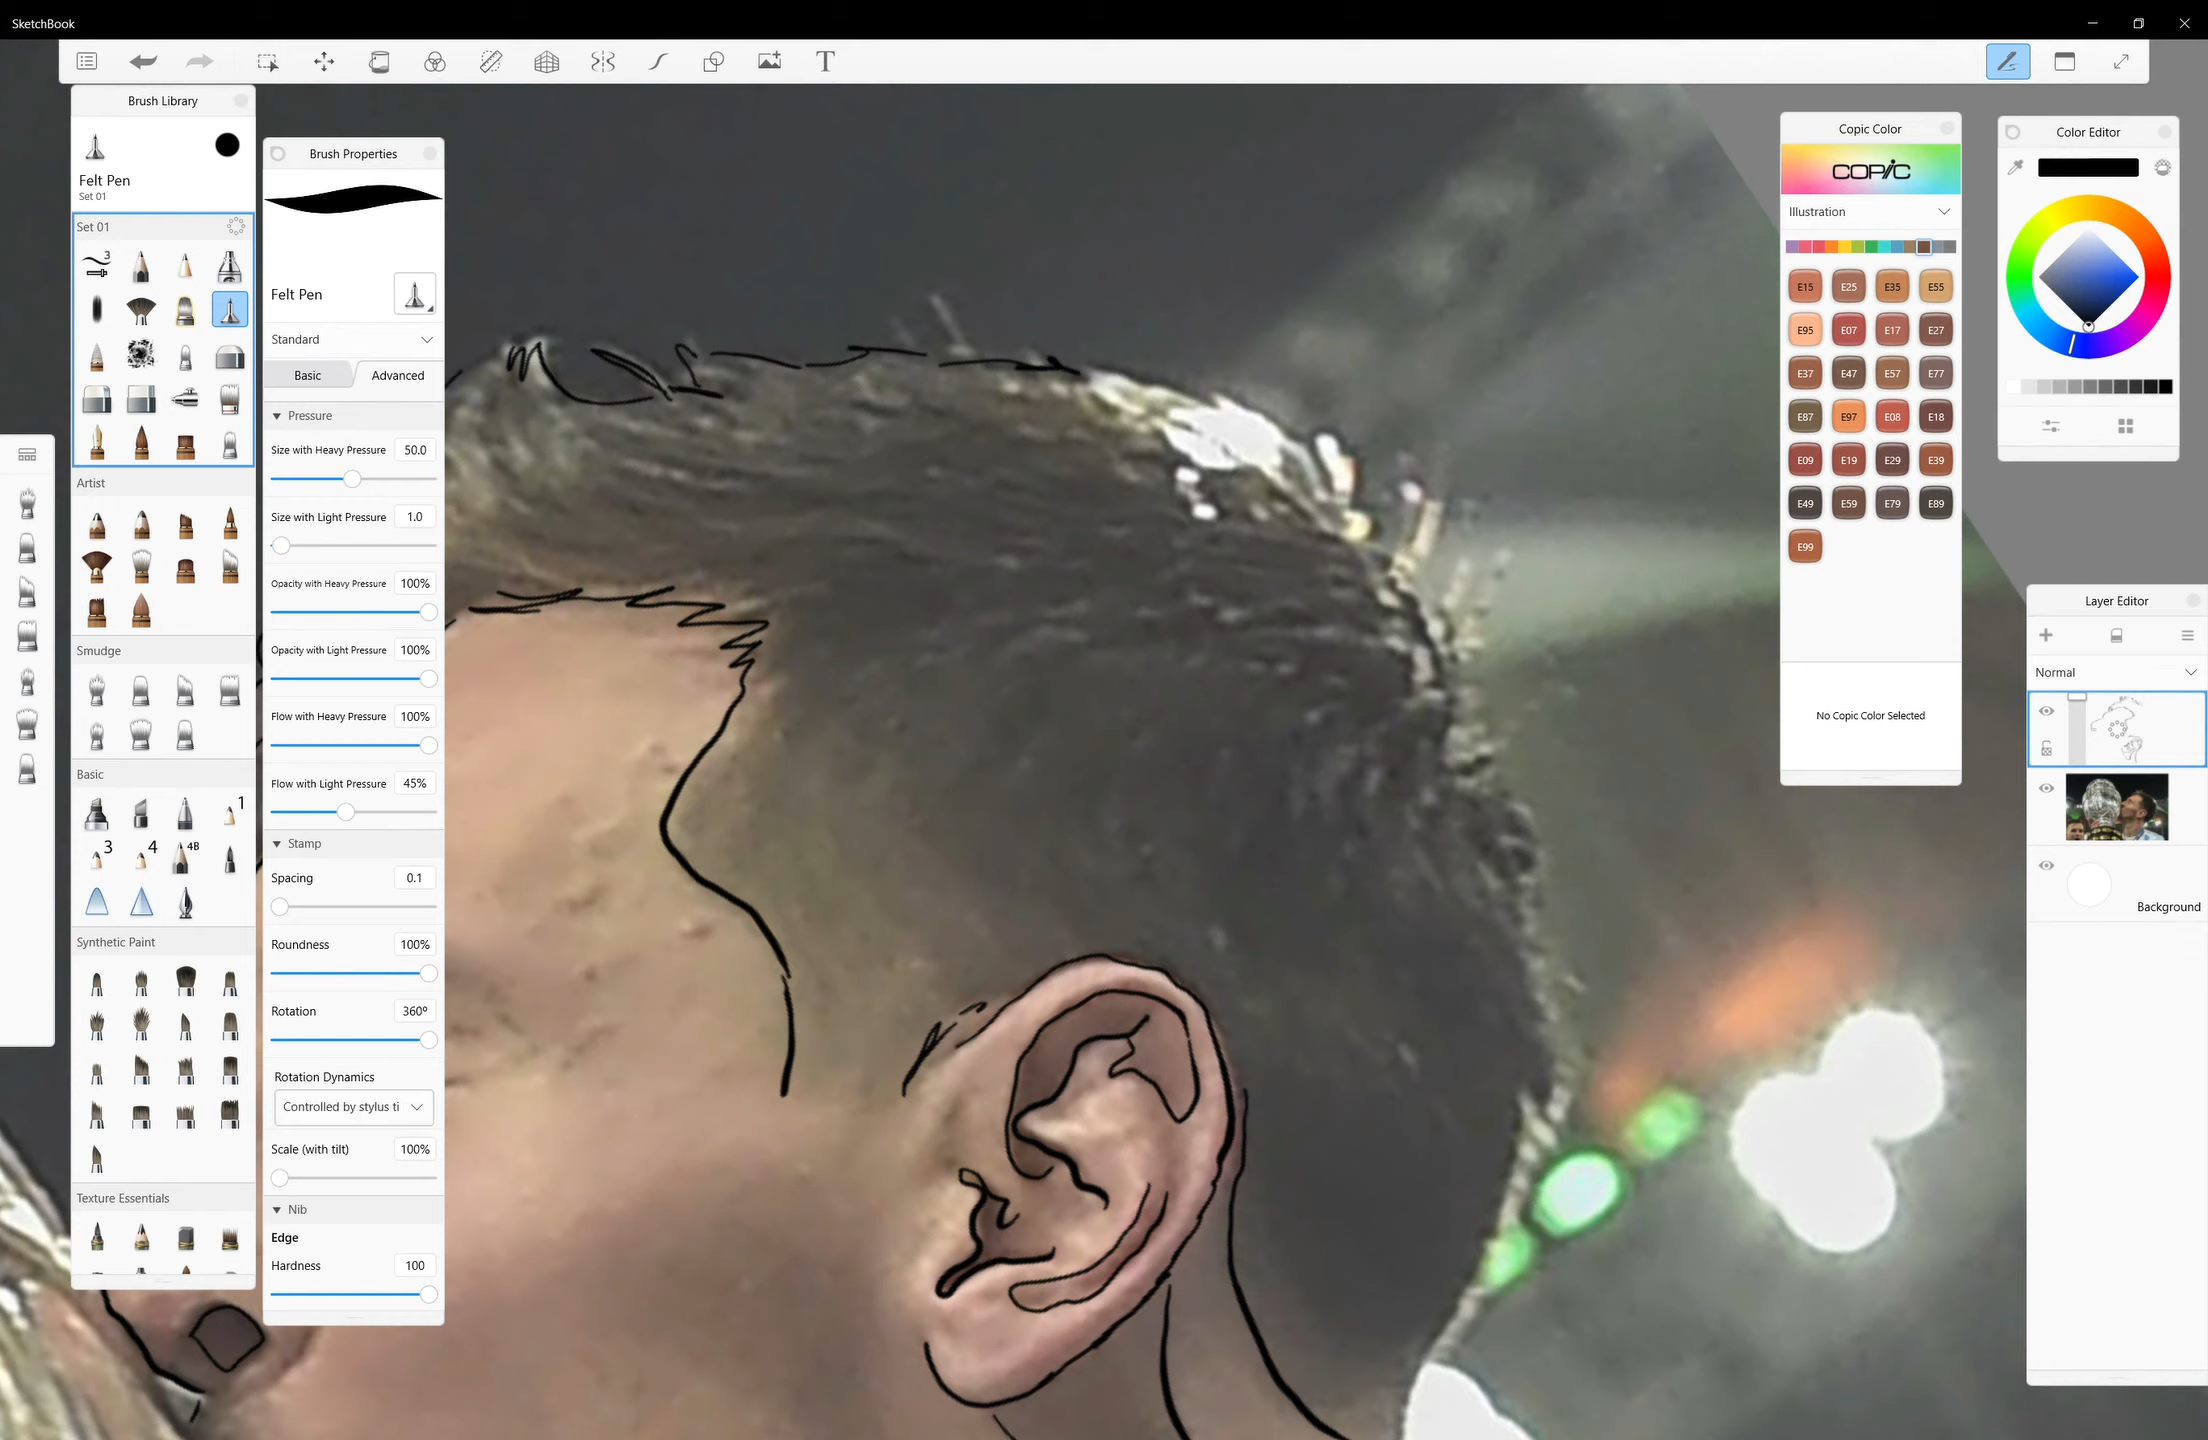 SketchBook
T
Brush Library
Felt Pen
Set 01
Set 01
3
Artist
Smudge
Basic
1
3
4
4B
Synthetic Paint
Texture Essentials
Brush Properties
Felt Pen
Standard
Basic
Advanced
Pressure
Size with Heavy Pressure 50.0
Size with Light Pressure 1.0
Opacity with Heavy Pressure 100%
Opacity with Light Pressure 100%
Flow with Heavy Pressure 100%
Flow with Light Pressure 45%
Stamp
Spacing 0.1
Roundness 100%
Rotation 360º
Rotation Dynamics
Controlled by stylus ti
Scale (with tilt) 100%
Nib
Edge
Hardness 100
Copic Color
COPIC
Illustration
E15 E25 E35 E55
E95 E07 E17 E27
E37 E47 E57 E77
E87 E97 E08 E18
E09 E19 E29 E39
E49 E59 E79 E89
E99
No Copic Color Selected
Color Editor
Layer Editor
Normal
Background